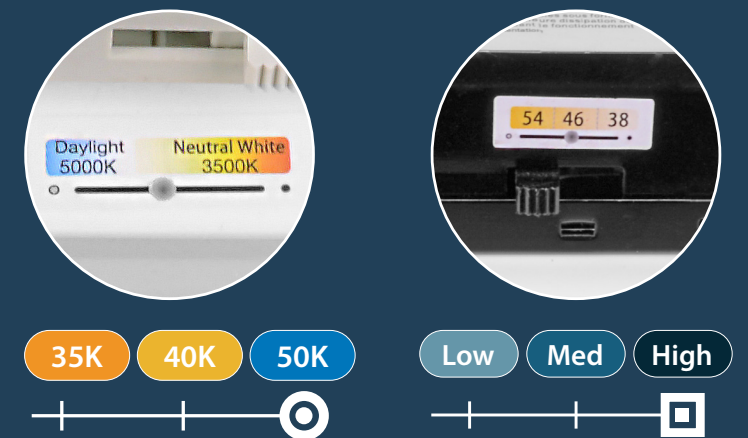 Daylight
5000K
Neutral White
3500K
54 46 38
35K 40K 50K
Low Med High